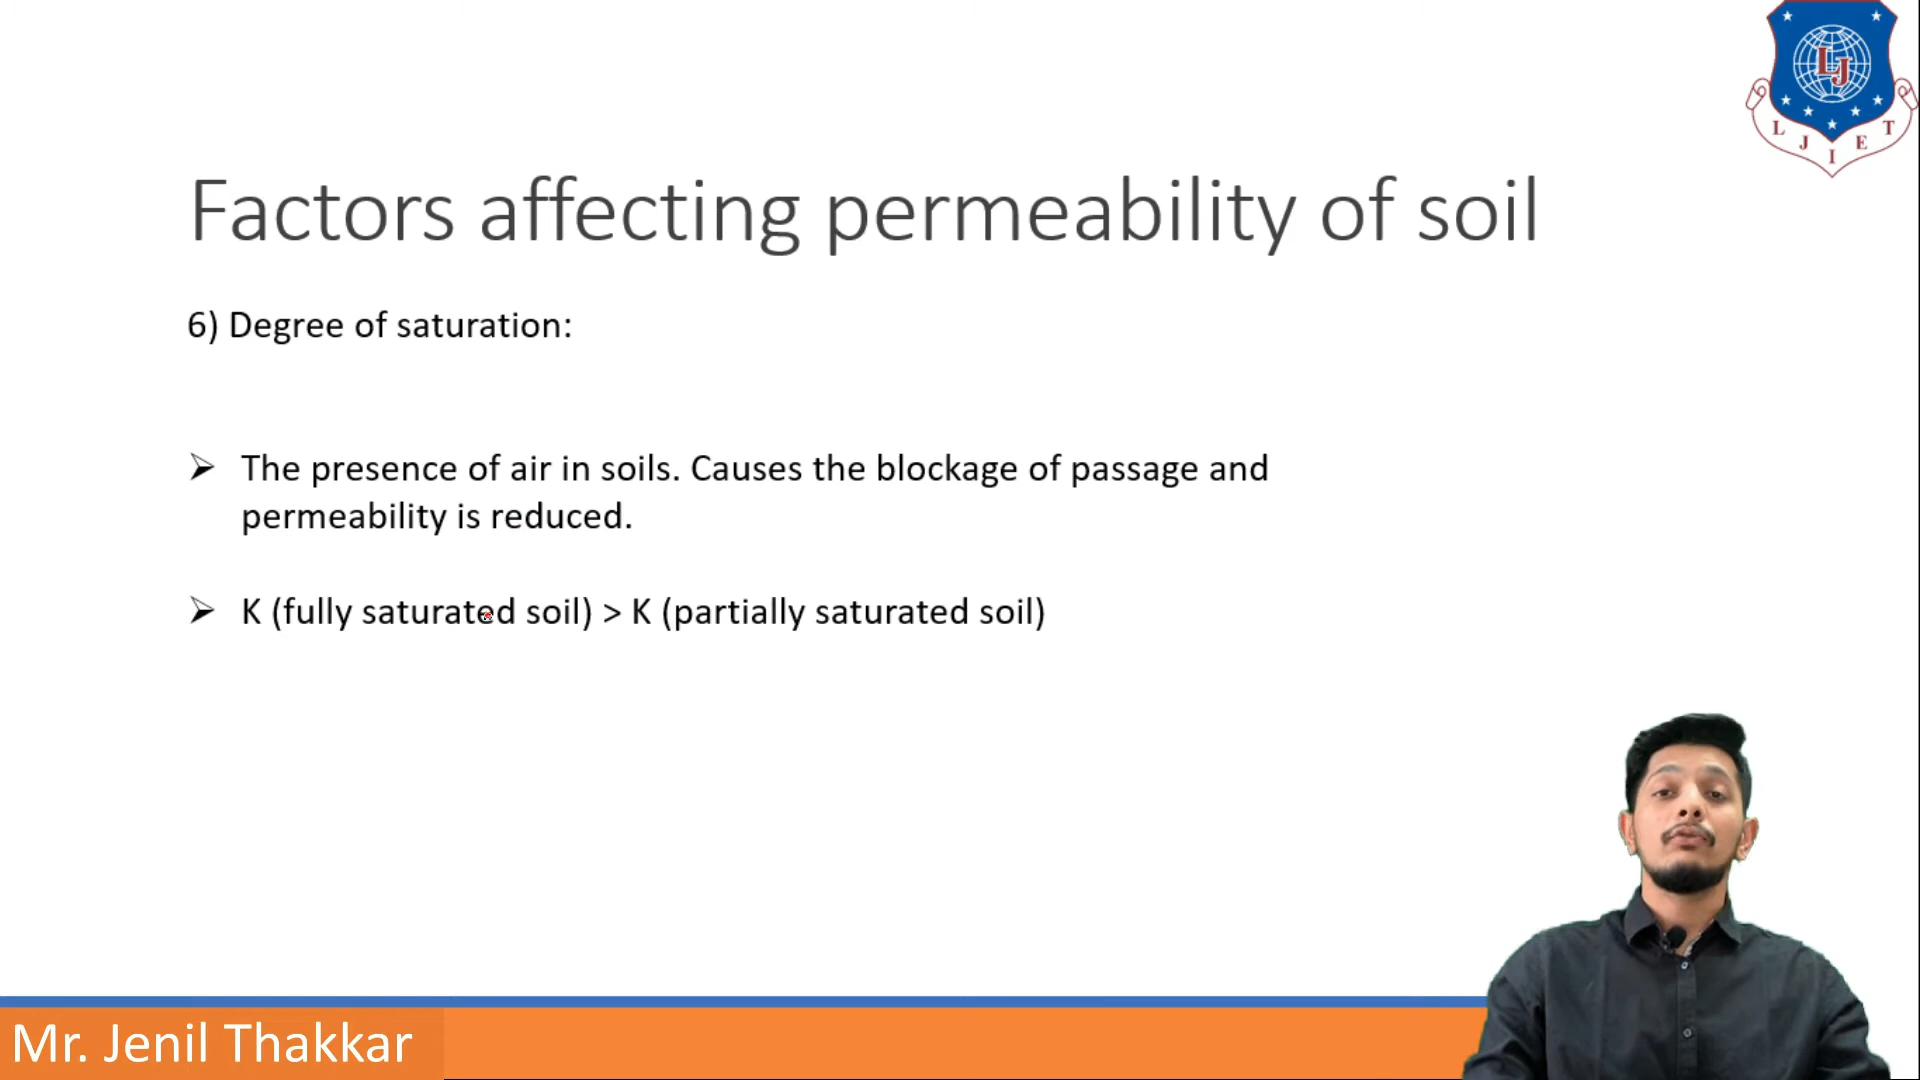 LJ
L J I E T
Factors affecting permeability of soil
6) Degree of saturation:
➢ The presence of air in soils. Causes the blockage of passage and
permeability is reduced.
➢ K (fully saturated soil) > K (partially saturated soil)
Mr. Jenil Thakkar